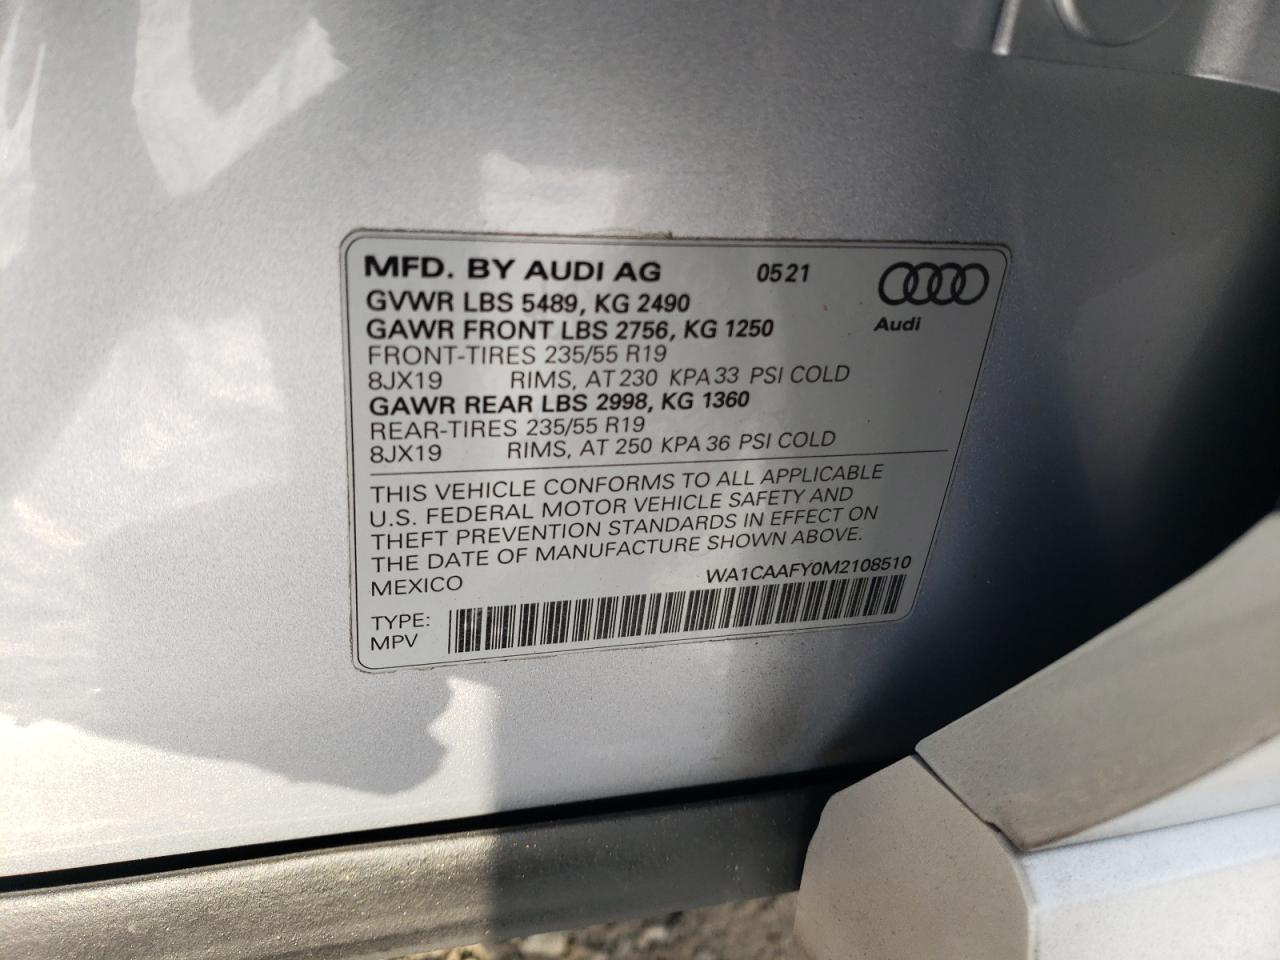 MFD. BY AUDI AG 0521
GVWR LBS 5489, KG 2490
GAWR FRONT LBS 2756, KG 1250
Audi
FRONT-TIRES 235/55 R19
8JX19 RIMS, AT 230 KPA 33 PSI COLD
GAWR REAR LBS 2998, KG 1360
REAR-TIRES 235/55 R19
8JX19 RIMS, AT 250 KPA 36 PSI COLD
THIS VEHICLE CONFORMS TO ALL APPLICABLE
U.S. FEDERAL MOTOR VEHICLE SAFETY AND
THEFT PREVENTION STANDARDS IN EFFECT ON
THE DATE OF MANUFACTURE SHOWN ABOVE.
MEXICO WA1CAAFY0M2108510
TYPE:
MPV